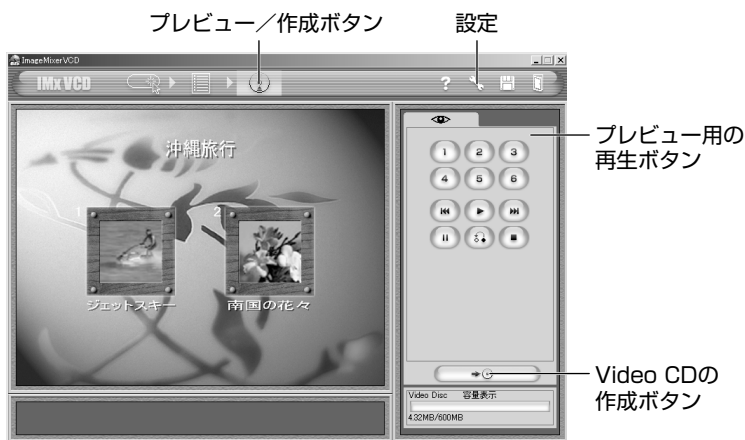 プレビュー／作成ボタン
設定
ImageMixerVCD
IMx VCD
?
沖縄旅行
1
2
ジェットスキー
南国の花々
1 2 3
4 5 6
プレビュー用の
再生ボタン
Video CDの
作成ボタン
Video Disc 容量表示
4.32MB/600MB